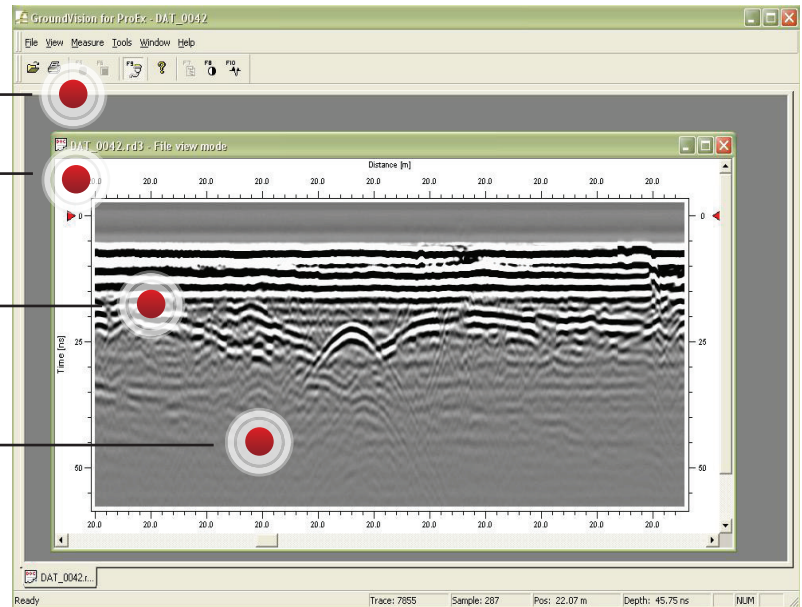 GroundVision for ProEx - DAT_0042
File View Measure Tools Window Help
F5 F8 F10
DAT_0042.rd3 - File view mode
Distance [m]
20.0 20.0 20.0 20.0 20.0 20.0 20.0 20.0 20.0 20.0
0 0
25 25
Time [ns]
50 50
20.0 20.0 20.0 20.0 20.0 20.0 20.0 20.0 20.0 20.0 20.0
DAT_0042.r...
Ready Trace: 7855 Sample: 287 Pos: 22.07 m Depth: 45.75 ns NUM